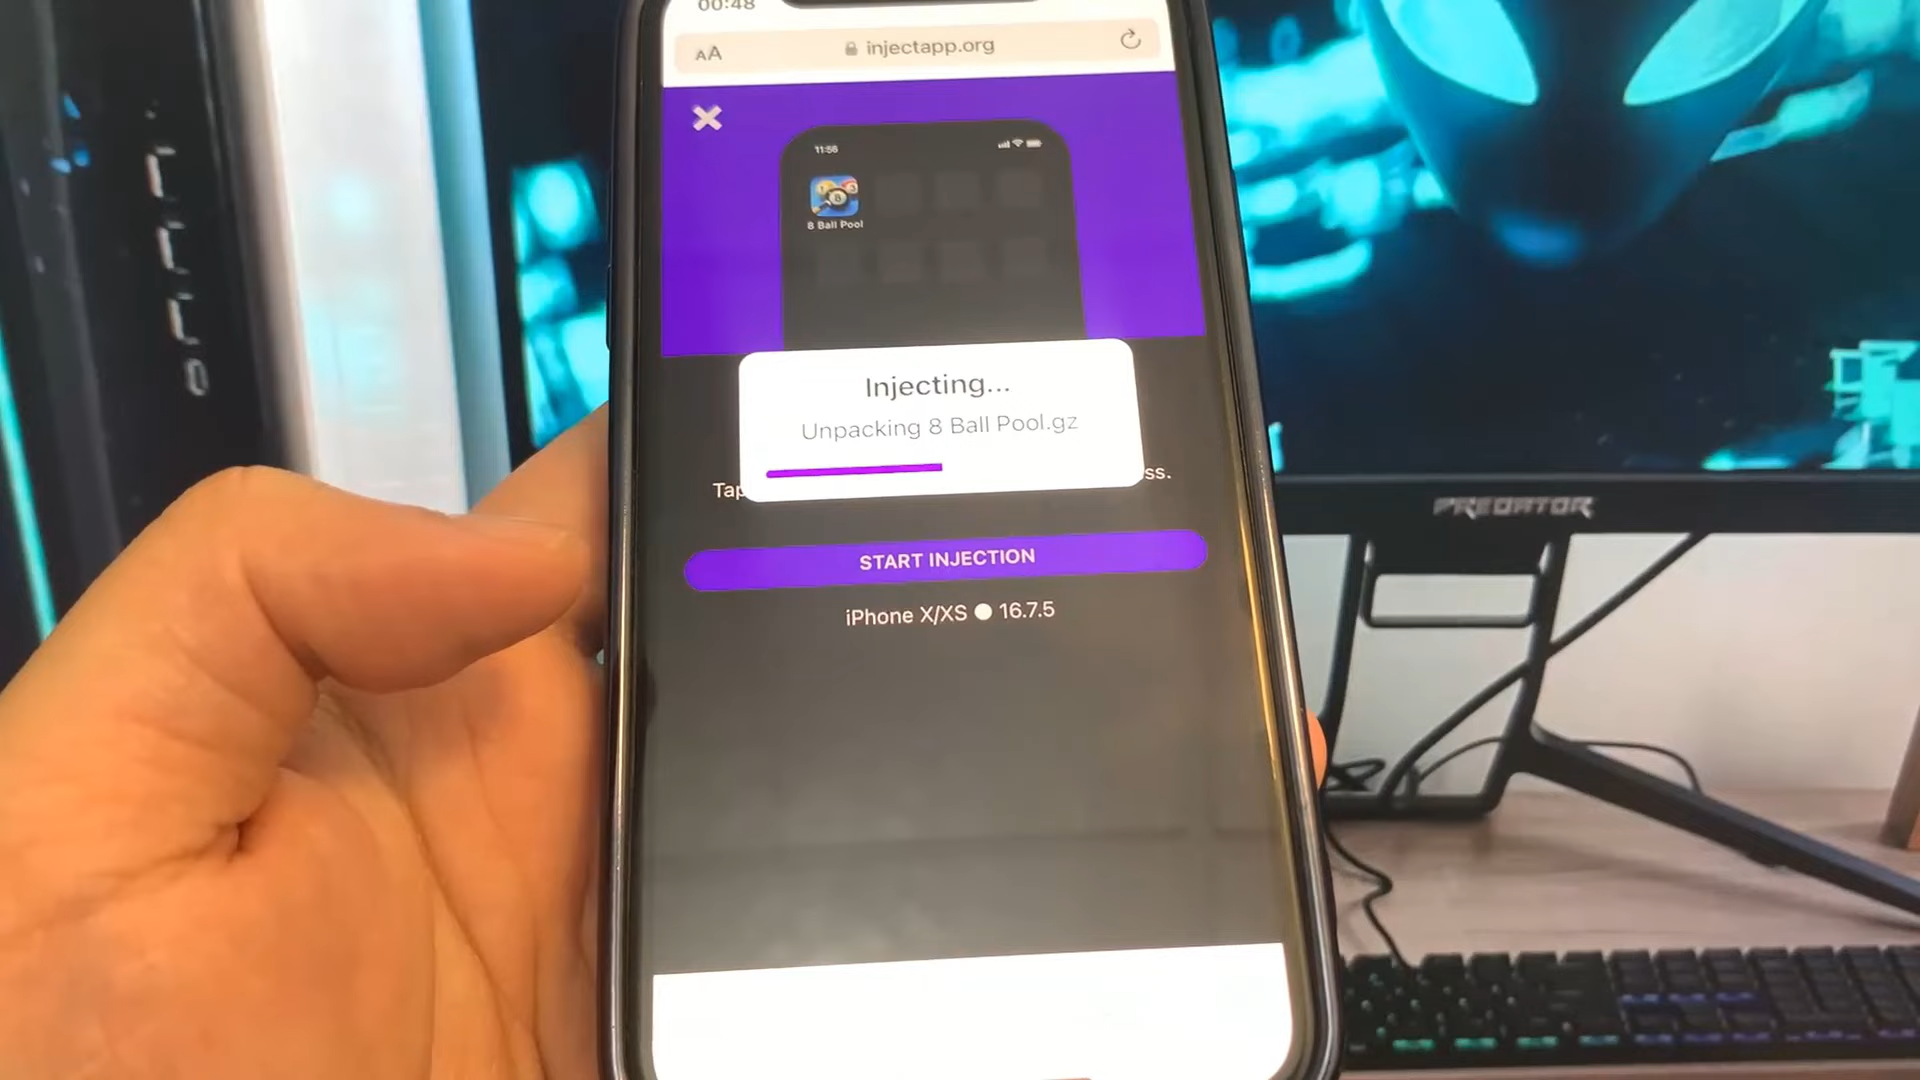 00:48
AA injectapp.org
11:56
8 Ball Pool
Injecting...
Unpacking 8 Ball Pool.gz
Tap ss.
START INJECTION
iPhone X/XS 16.7.5
PREDATOR